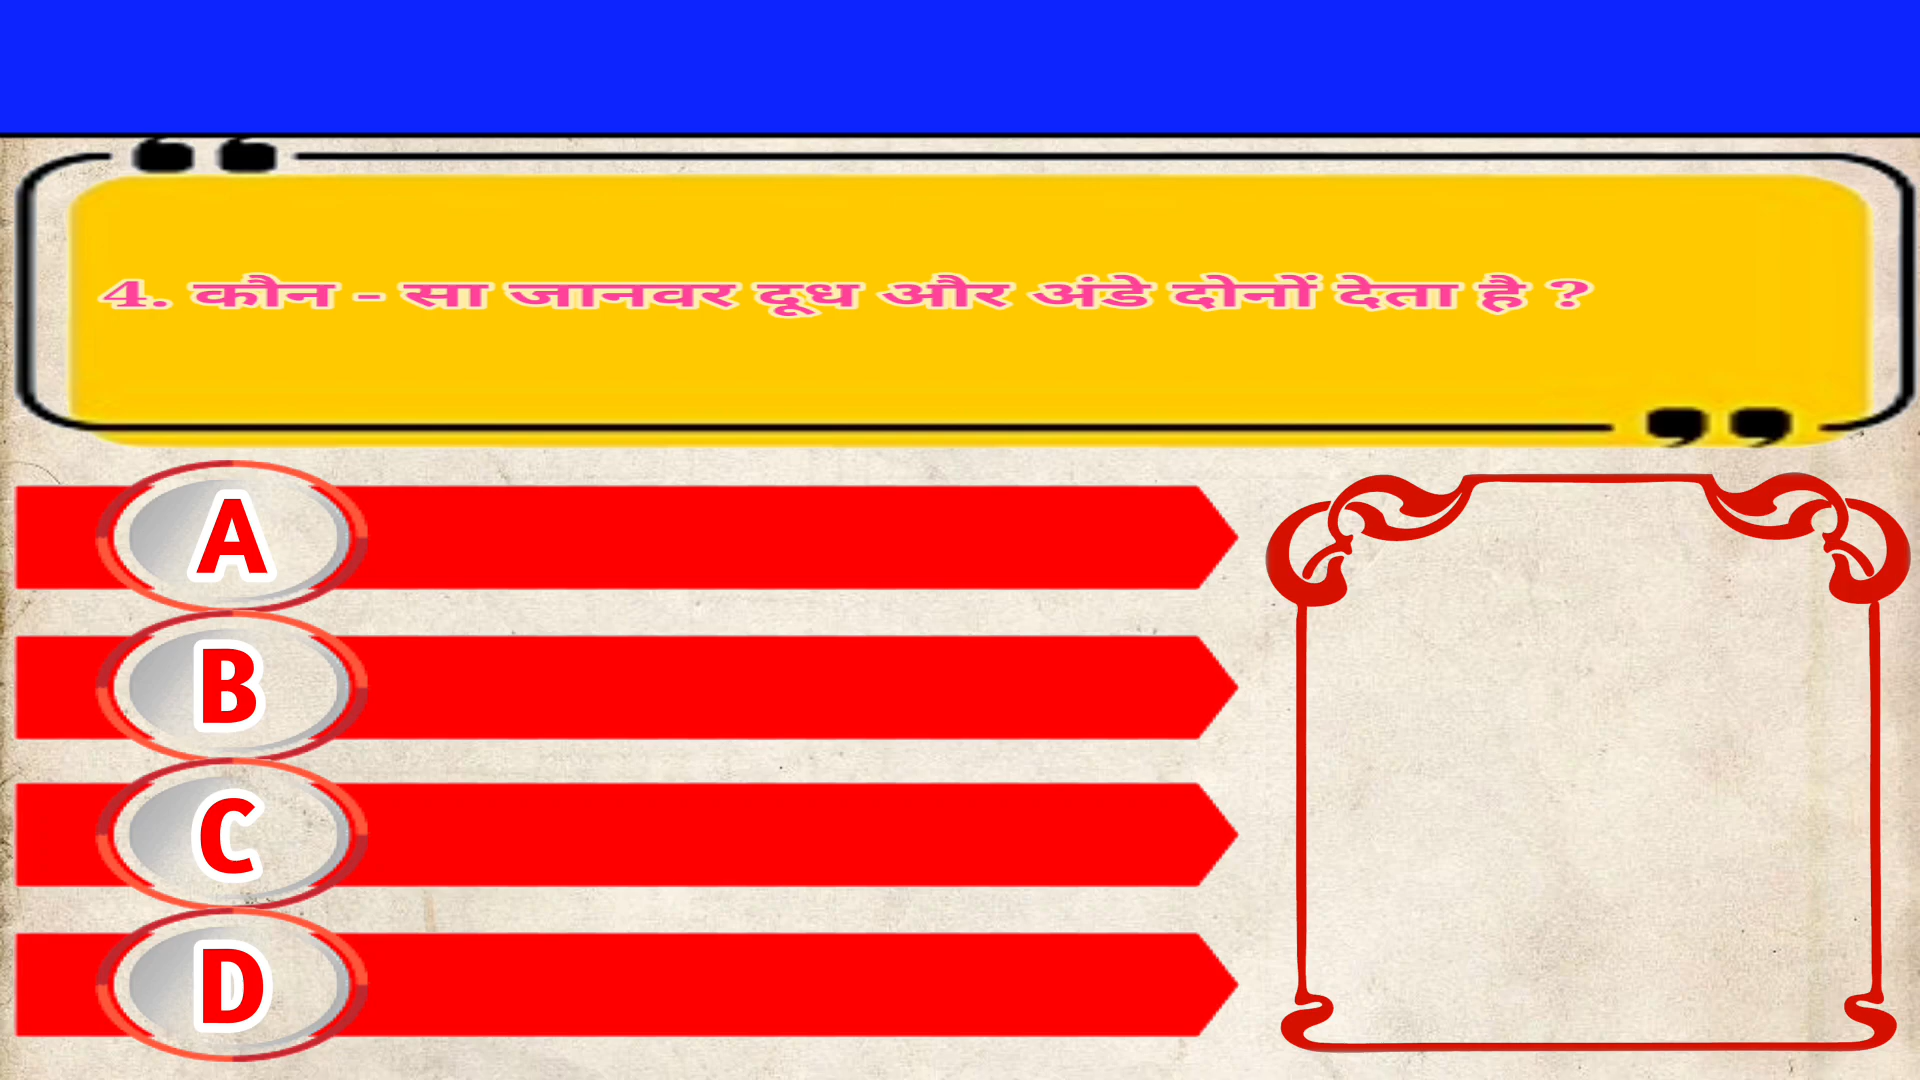 4. कौन - सा जानवर दूध और अंडे दोनों देता है ?
A
B
C
D